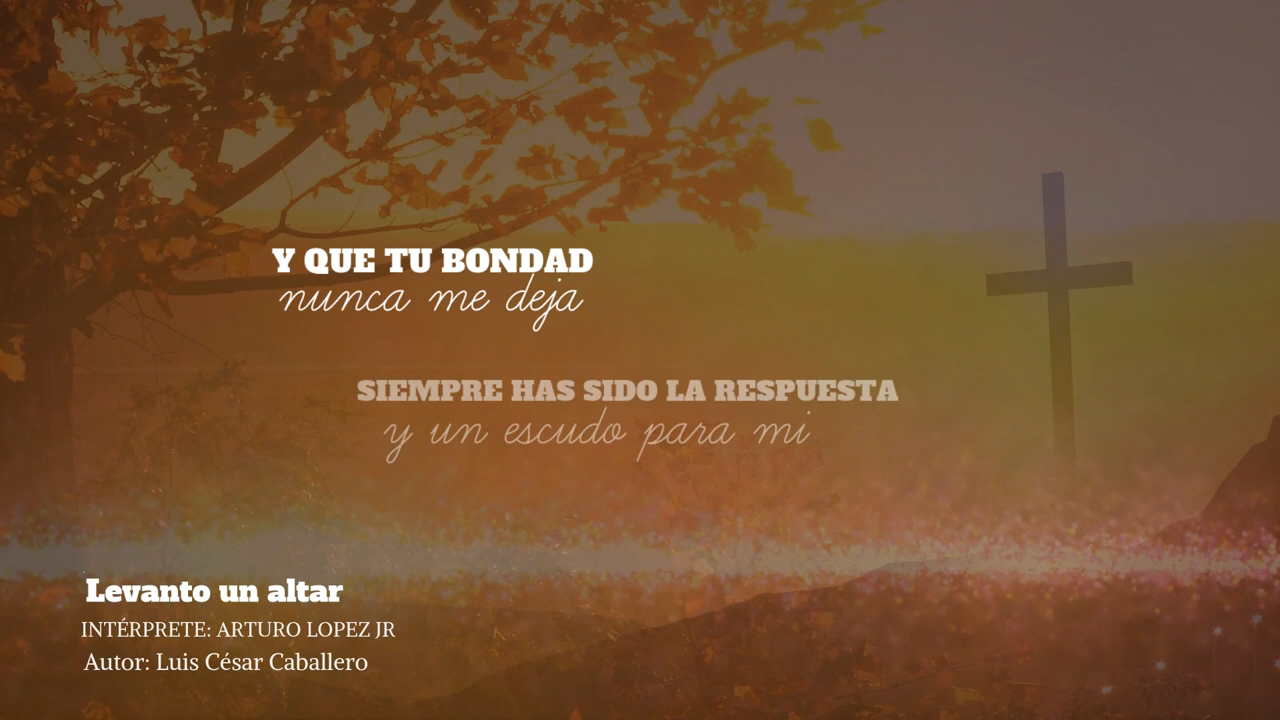 Y QUE TU BONDAD
nunca me deja
SIEMPRE HAS SIDO LA RESPUESTA
y un escudo para mi
Levanto un altar
INTÉRPRETE: ARTURO LOPEZ JR
Autor: Luis César Caballero